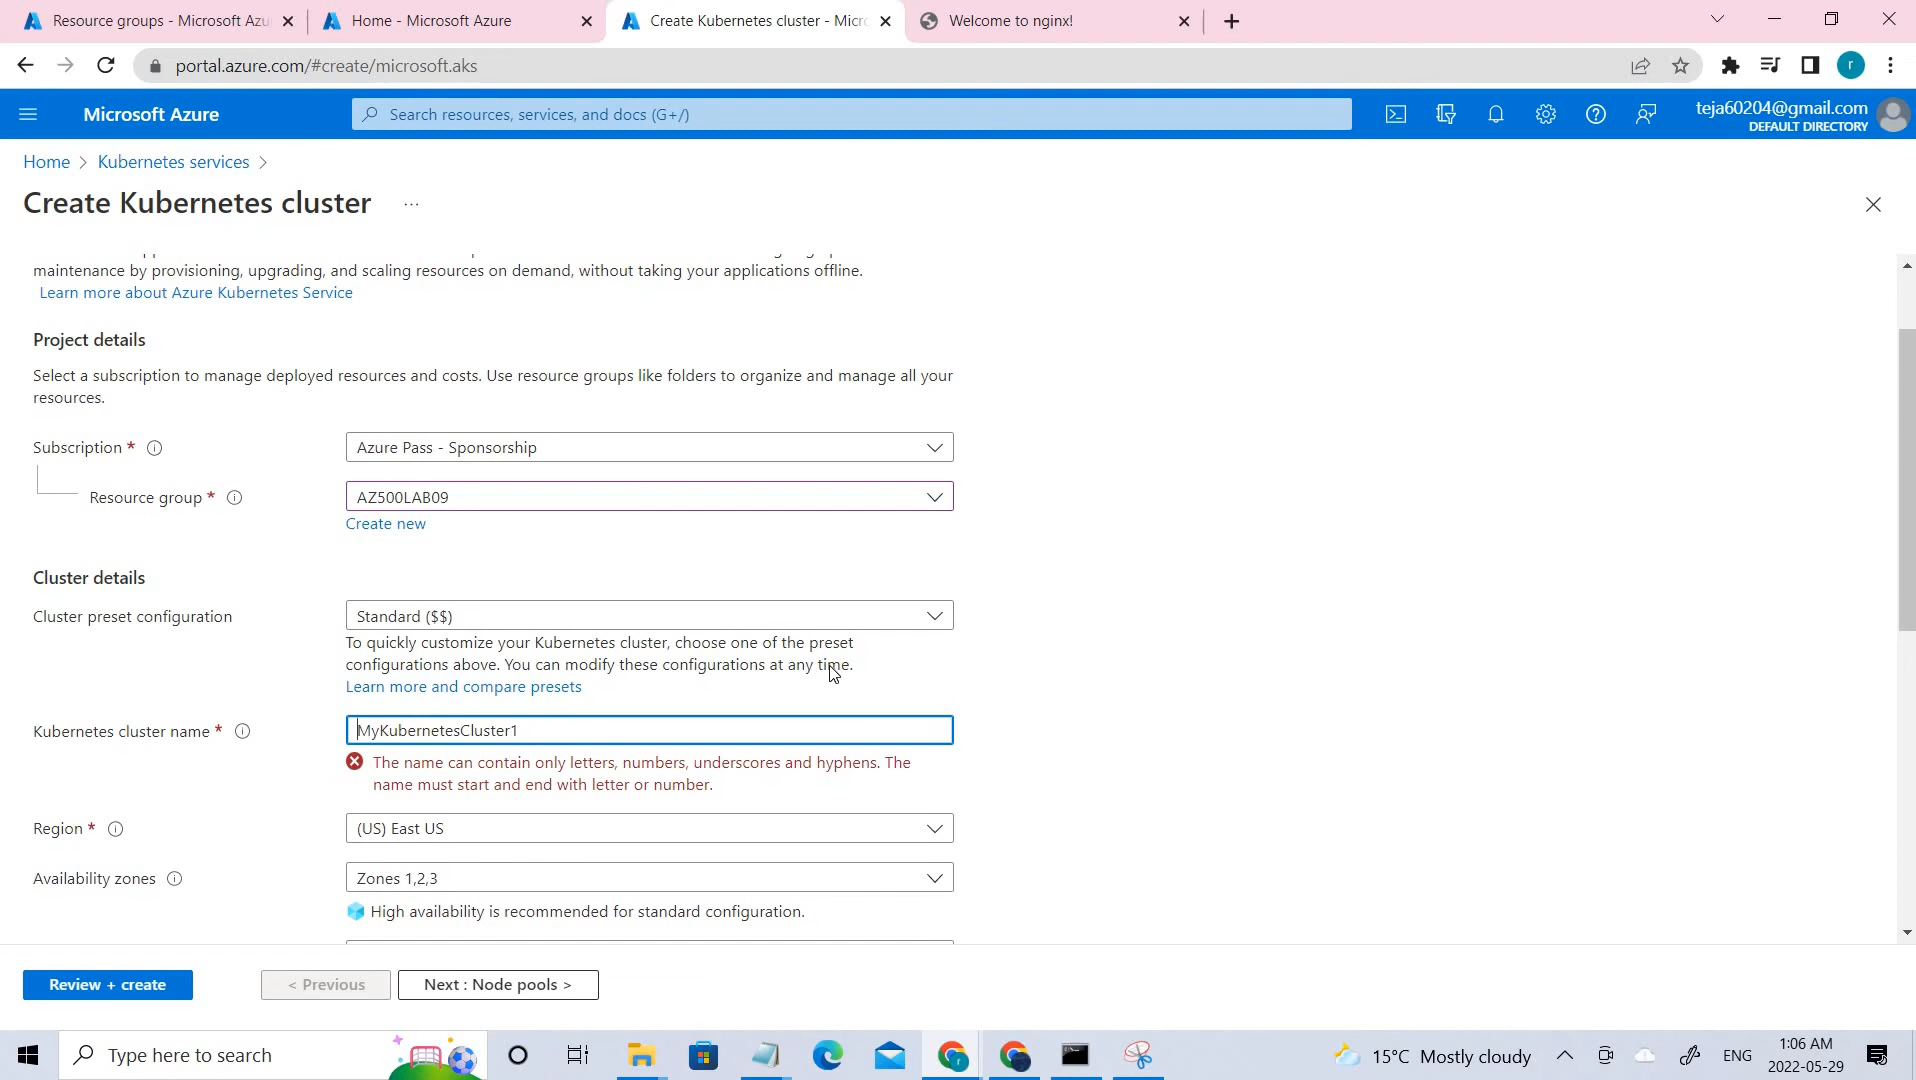 Resource groups - Microsoft Azu
Home - Microsoft Azure
Create Kubernetes cluster - Micro
Welcome to nginx!
portal.azure.com/#create/microsoft.aks
r
Microsoft Azure
Search resources, services, and docs (G+/)
teja60204@gmail.com
DEFAULT DIRECTORY
Home > Kubernetes services >
Create Kubernetes cluster ...
maintenance by provisioning, upgrading, and scaling resources on demand, without taking your applications offline.
Learn more about Azure Kubernetes Service
Project details
Select a subscription to manage deployed resources and costs. Use resource groups like folders to organize and manage all your
resources.
Subscription *
Azure Pass - Sponsorship
Resource group *
AZ500LAB09
Create new
Cluster details
Cluster preset configuration
Standard ($$)
To quickly customize your Kubernetes cluster, choose one of the preset
configurations above. You can modify these configurations at any time.
Learn more and compare presets
Kubernetes cluster name *
MyKubernetesCluster1
The name can contain only letters, numbers, underscores and hyphens. The
name must start and end with letter or number.
Region *
(US) East US
Availability zones
Zones 1,2,3
High availability is recommended for standard configuration.
Review + create
< Previous
Next : Node pools >
Type here to search
15°C Mostly cloudy
ENG
1:06 AM
2022-05-29